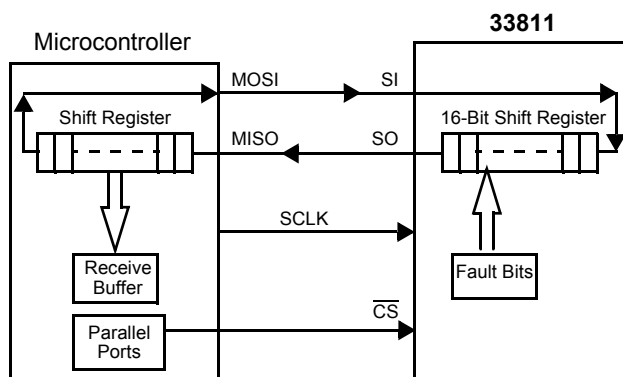 Microcontroller
33811
MOSI
SI
Shift Register
16-Bit Shift Register
MISO
SO
SCLK
Receive
Buffer
Fault Bits
CS
Parallel
Ports